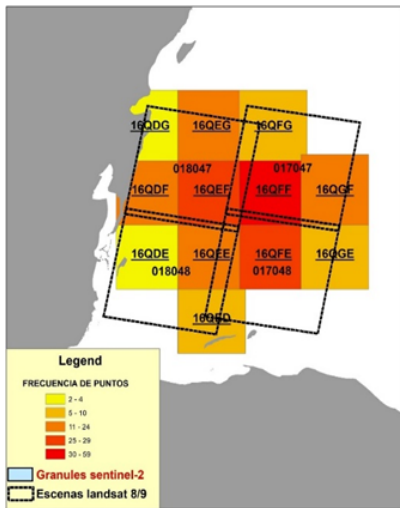 16QDG 16QEG 16QFG
018047 017047
16QDF 16QEF 16QFF 16QGF
16QDE 16QEE 16QFE 16QGE
018048 017048
16QED
Legend
FRECUENCIA DE PUNTOS
2 - 4
5 - 10
11 - 24
25 - 29
30 - 59
Granules sentinel-2
Escenas landsat 8/9